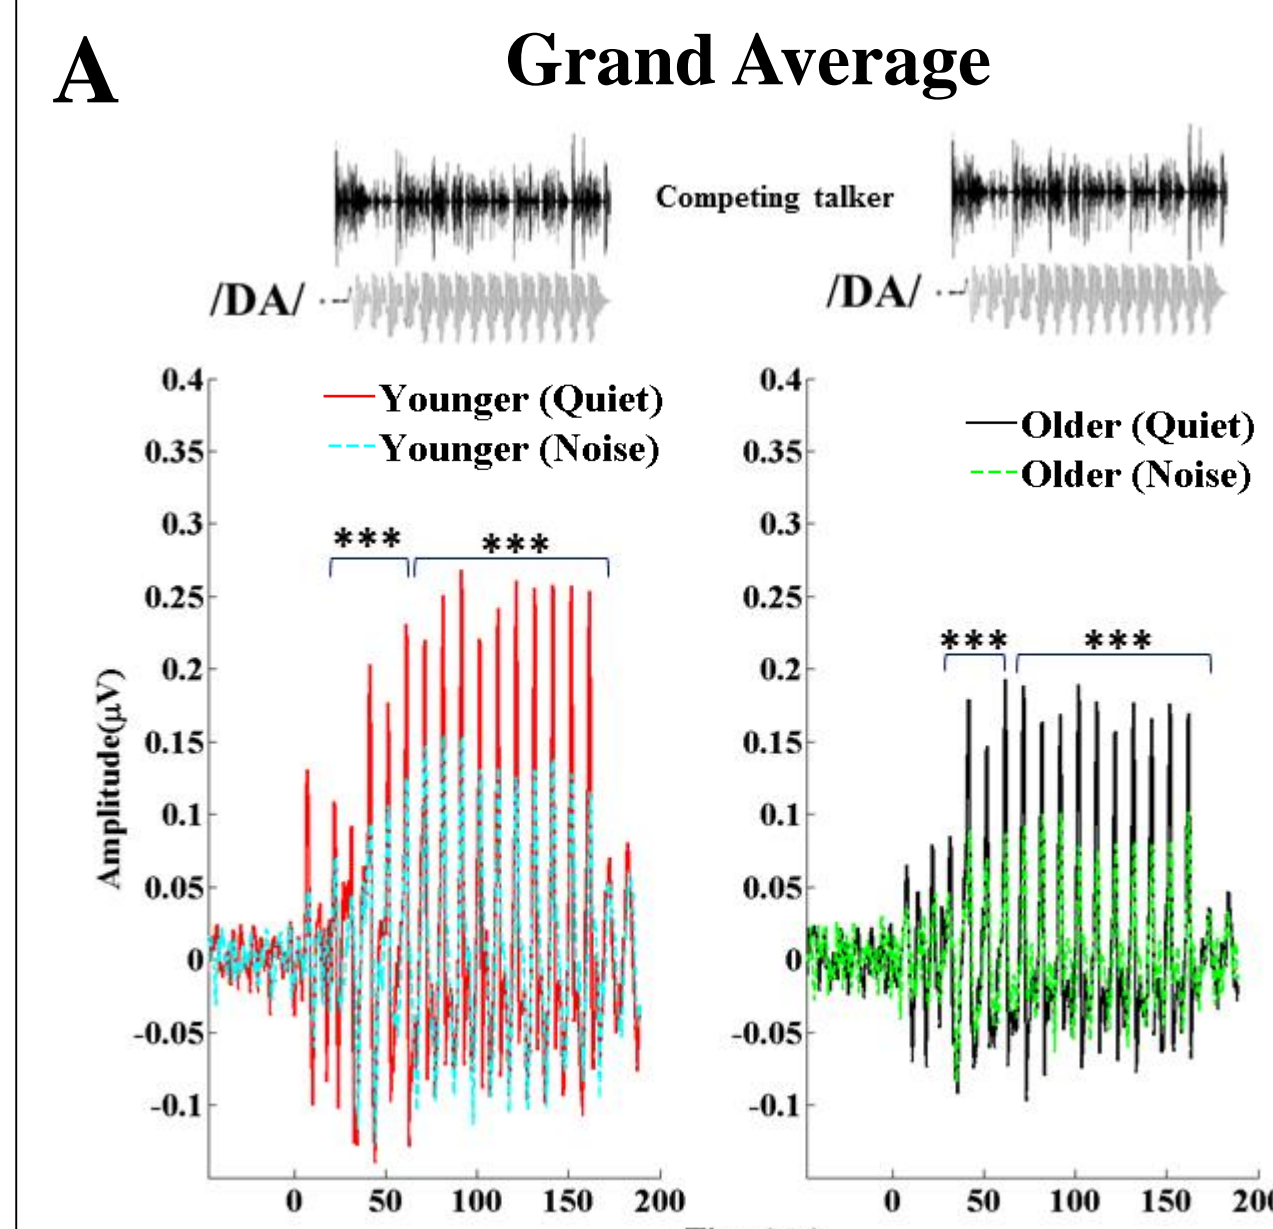 A
Grand Average
Competing talker
/DA/
/DA/
0.4
0.35
0.3
0.25
0.2
0.15
0.1
0.05
0
-0.05
-0.1
Amplitude(μV)
Younger (Quiet)
Younger (Noise)
***
***
0 50 100 150 200
0.4
0.35
0.3
0.25
0.2
0.15
0.1
0.05
0
-0.05
-0.1
Older (Quiet)
Older (Noise)
***
***
0 50 100 150